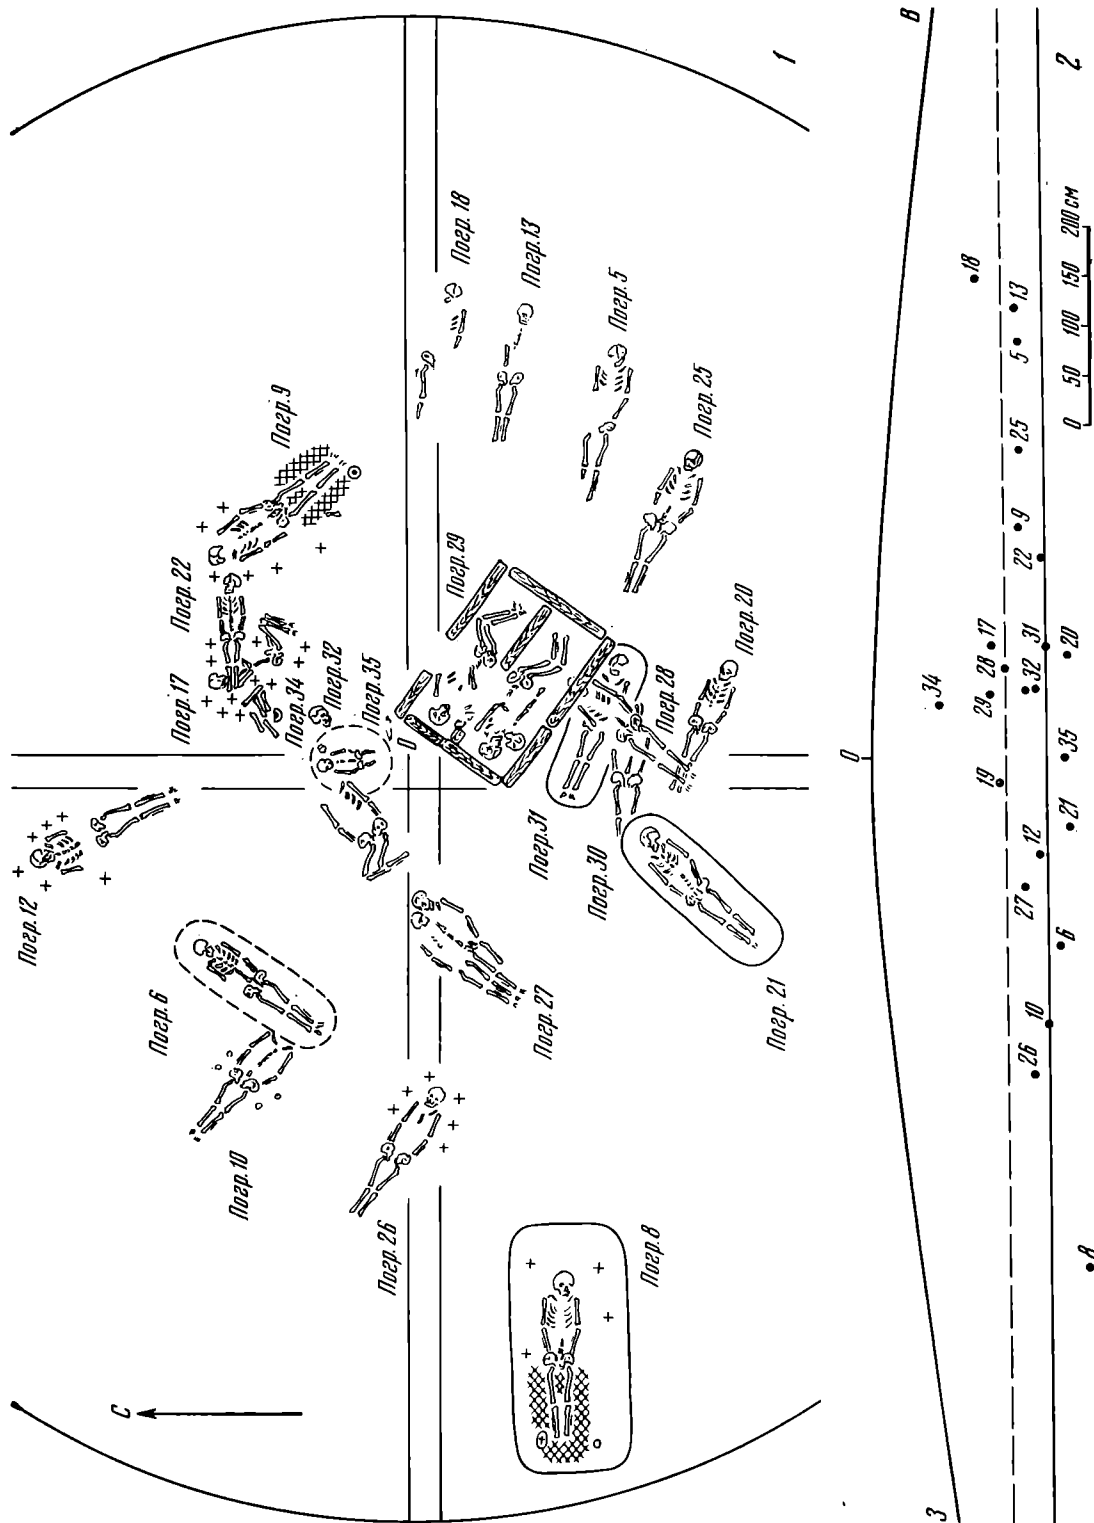 С
1
Погр. 12
Погр. 6
Погр. 10
Погр. 26
Погр. 8
Погр. 17
Погр. 22
Погр. 9
Погр. 34
Погр. 32
Погр. 35
0
Погр. 29
Погр. 18
Погр. 13
Погр. 5
Погр. 25
Погр. 20
Погр. 28
Погр. 31
Погр. 30
Погр. 27
Погр. 21
З
0
В
34
18
19
29
28
17
26
10
27
12
32
31
22
9
25
5
13
8
6
21
35
20
0 50 100 150 200 см
2